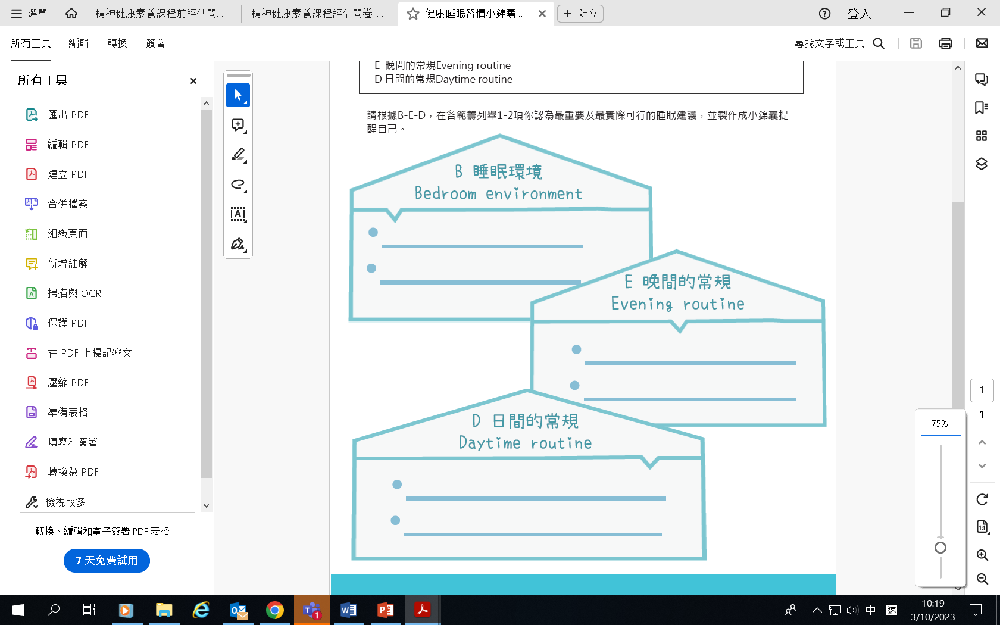 選單
精神健康素養課程前評估問...
精神健康素養課程評估問卷_...
健康睡眠習慣小錦囊...
建立
登入
所有工具
編輯
轉換
簽署
尋找文字或工具
所有工具
匯出 PDF
編輯 PDF
建立 PDF
合併檔案
組織頁面
新增註解
掃描與 OCR
保護 PDF
在 PDF 上標記密文
壓縮 PDF
準備表格
填寫和簽署
轉換為 PDF
檢視較多
轉換、編輯和電子簽署 PDF 表格。
7 天免費試用
E 晚間的常規Evening routine
D 日間的常規Daytime routine
請根據B-E-D，在各範籌列舉1-2項你認為最重要及最實際可行的睡眠建議，並製作成小錦囊提
醒自己。
B 睡眠環境
Bedroom environment
E 晚間的常規
Evening routine
D 日間的常規
Daytime routine
1
1
75%
1:1
1
中
速
10:19
3/10/2023